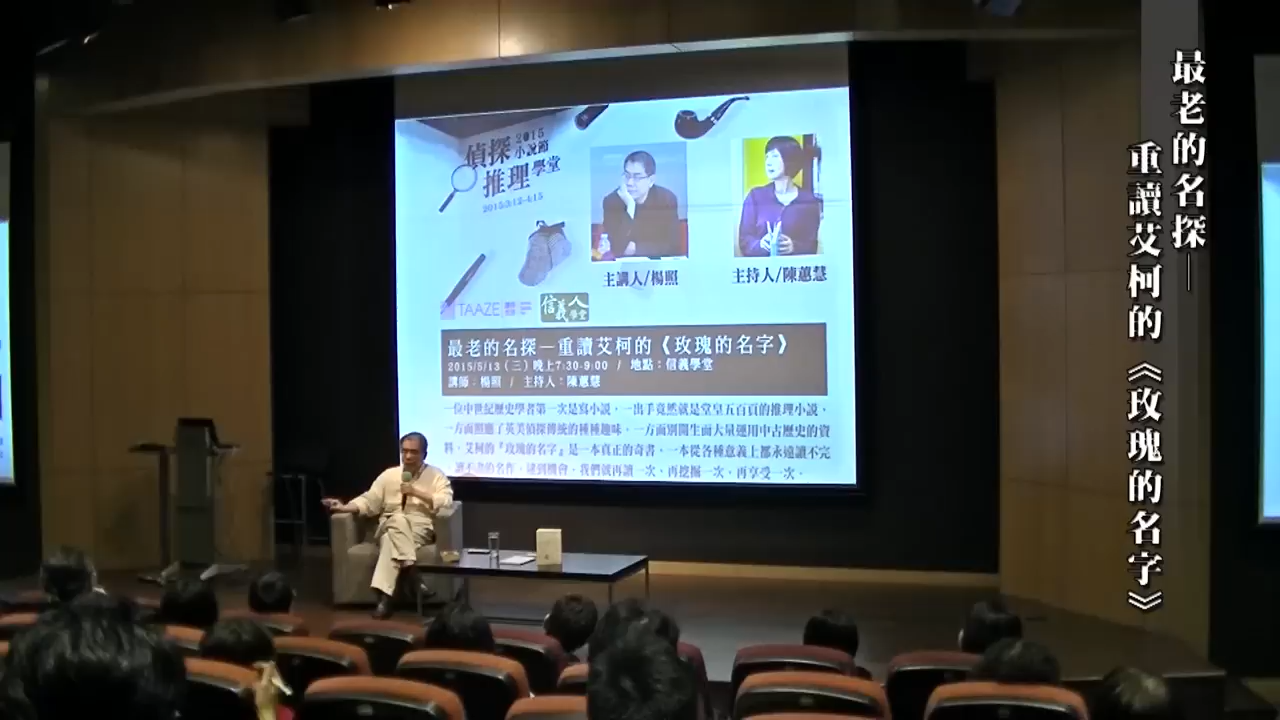 最老的名探—
重讀艾柯的《玫瑰的名字》
2015
偵探小說節
推理學堂
2015/3/12-4/15
主講人/楊照
主持人/陳蕙慧
TAAZE
信義人學堂
最老的名探—重讀艾柯的《玫瑰的名字》
2015/5/13（三）晚上7:30-9:00 / 地點：信義學堂
講師：楊照 / 主持人：陳蕙慧
一位中世紀歷史學者第一次是寫小說，一出手竟然就是堂皇五百頁的推理小說，
一方面照應了英美偵探傳統的種種趣味，一方面別開生面大量運用中古歷史的資
料。艾柯的『玫瑰的名字』是一本真正的奇書，一本從各種意義上都永遠讀不完
、讀不盡的名作。逮到機會，我們就再讀一次，再挖掘一次，再享受一次。